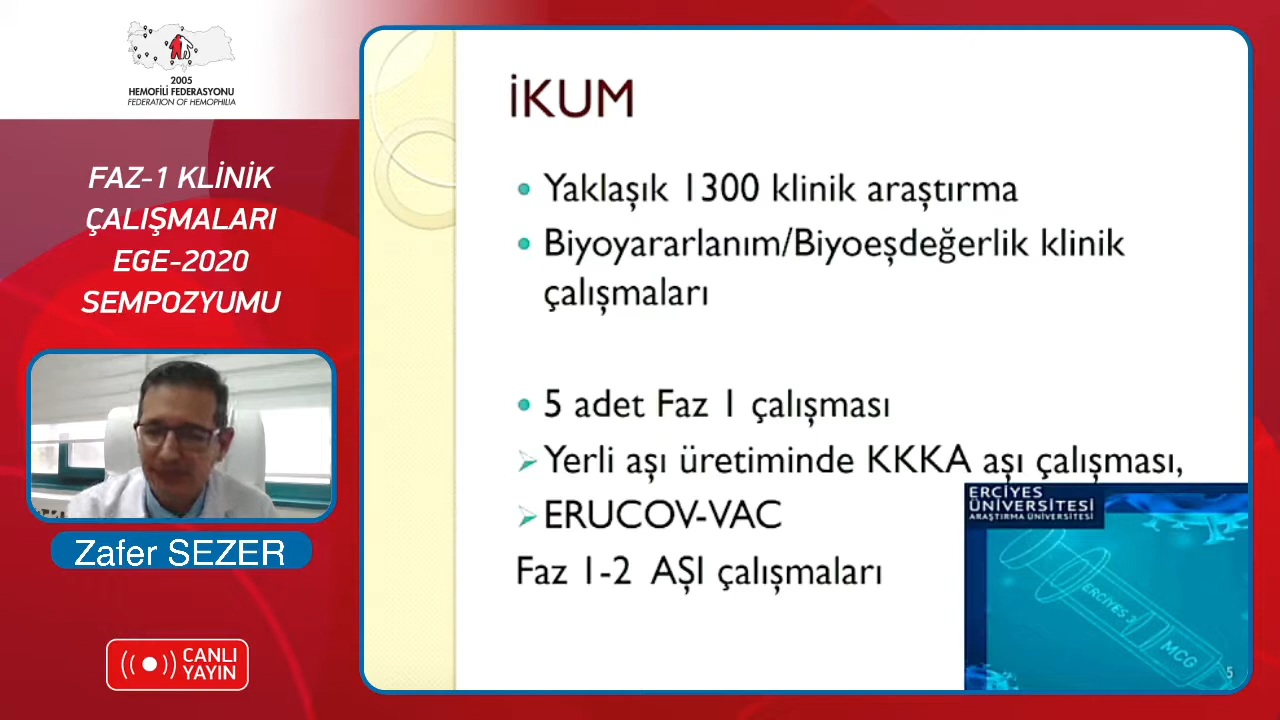 2005
HEMOFİLİ FEDERASYONU
FEDERATION OF HEMOPHILIA
FAZ-1 KLİNİK
ÇALIŞMALARI
EGE-2020
SEMPOZYUMU
Zafer SEZER
CANLI
YAYIN
İKUM
• Yaklaşık 1300 klinik araştırma
• Biyoyararlanım/Biyoeşdeğerlik klinik
çalışmaları
• 5 adet Faz 1 çalışması
➢ Yerli aşı üretiminde KKKA aşı çalışması,
➢ ERUCOV-VAC
Faz 1-2 AŞI çalışmaları
ERCİYES
ÜNİVERSİTESİ
ARAŞTIRMA ÜNİVERSİTESİ
ERCIYES 3
MCG
5